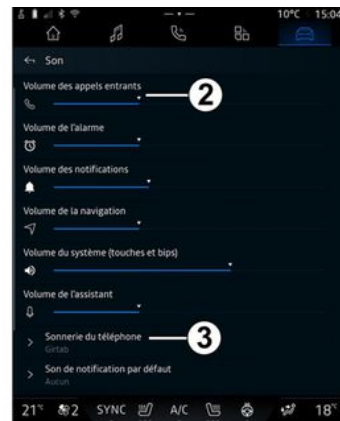 10°C 15:04
Son
Volume des appels entrants
2
Volume de l'alarme
Volume des notifications
Volume de la navigation
Volume du système (touches et bips)
Volume de l'assistant
Sonnerie du téléphone
3
Girtab
Son de notification par défaut
Aucun
21° 2 SYNC A/C 18°